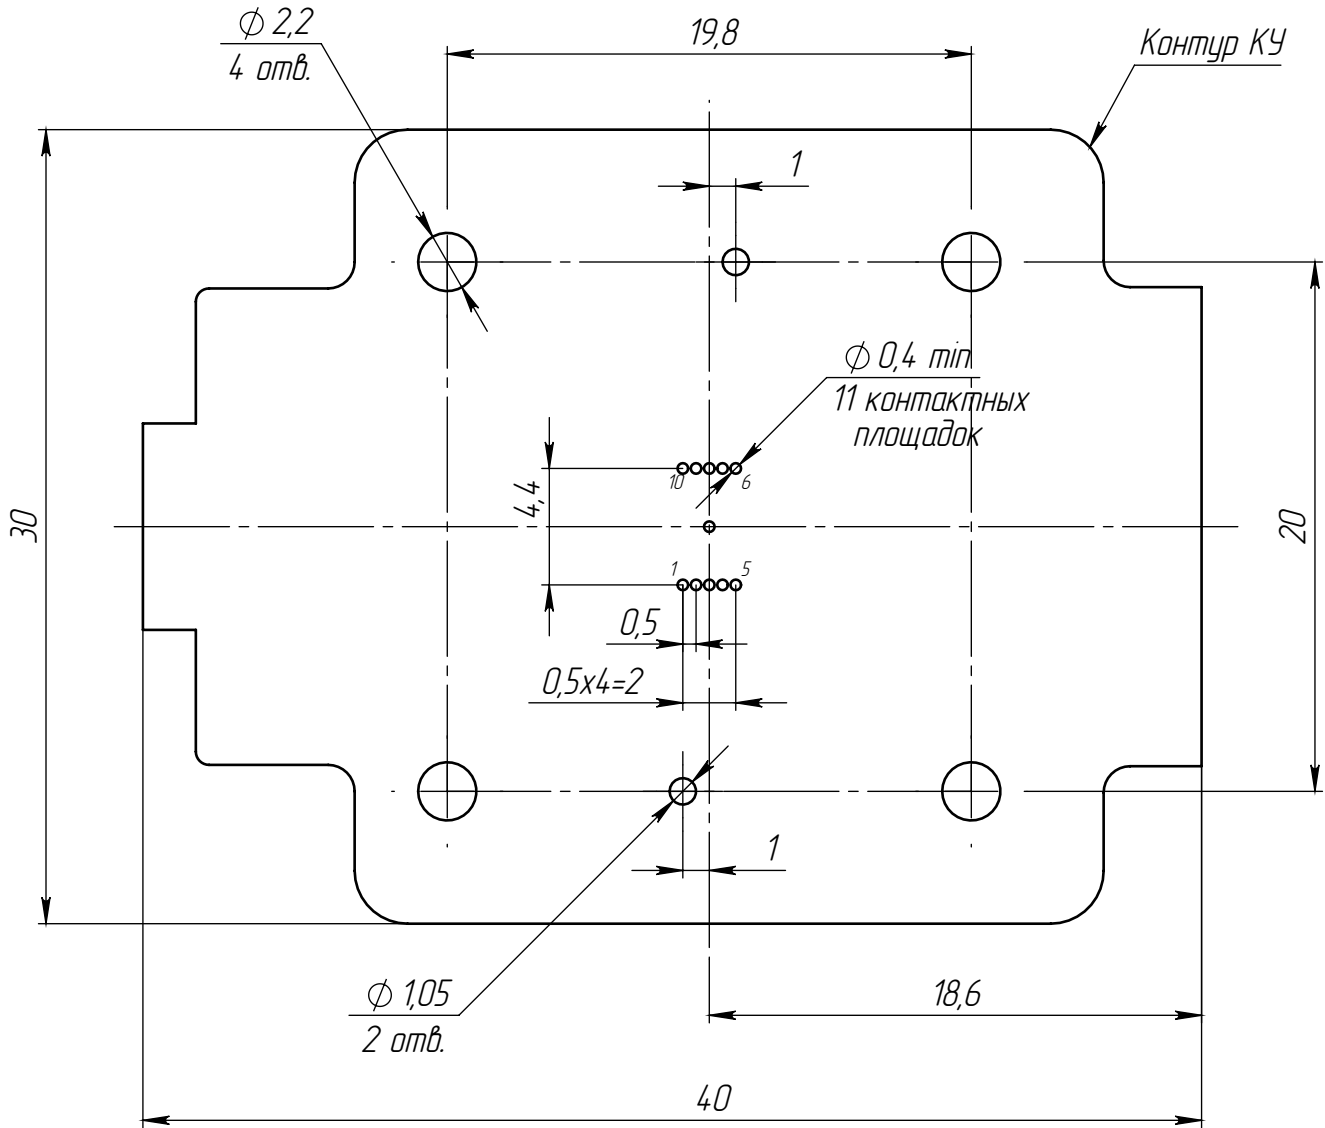 ⌀ 2,2
4 отв.
19,8
Контур КУ
1
⌀ 0,4 min
11 контактных
площадок
10
6
4,4
30
20
1
5
0,5
0,5х4=2
1
⌀ 1,05
2 отв.
18,6
40